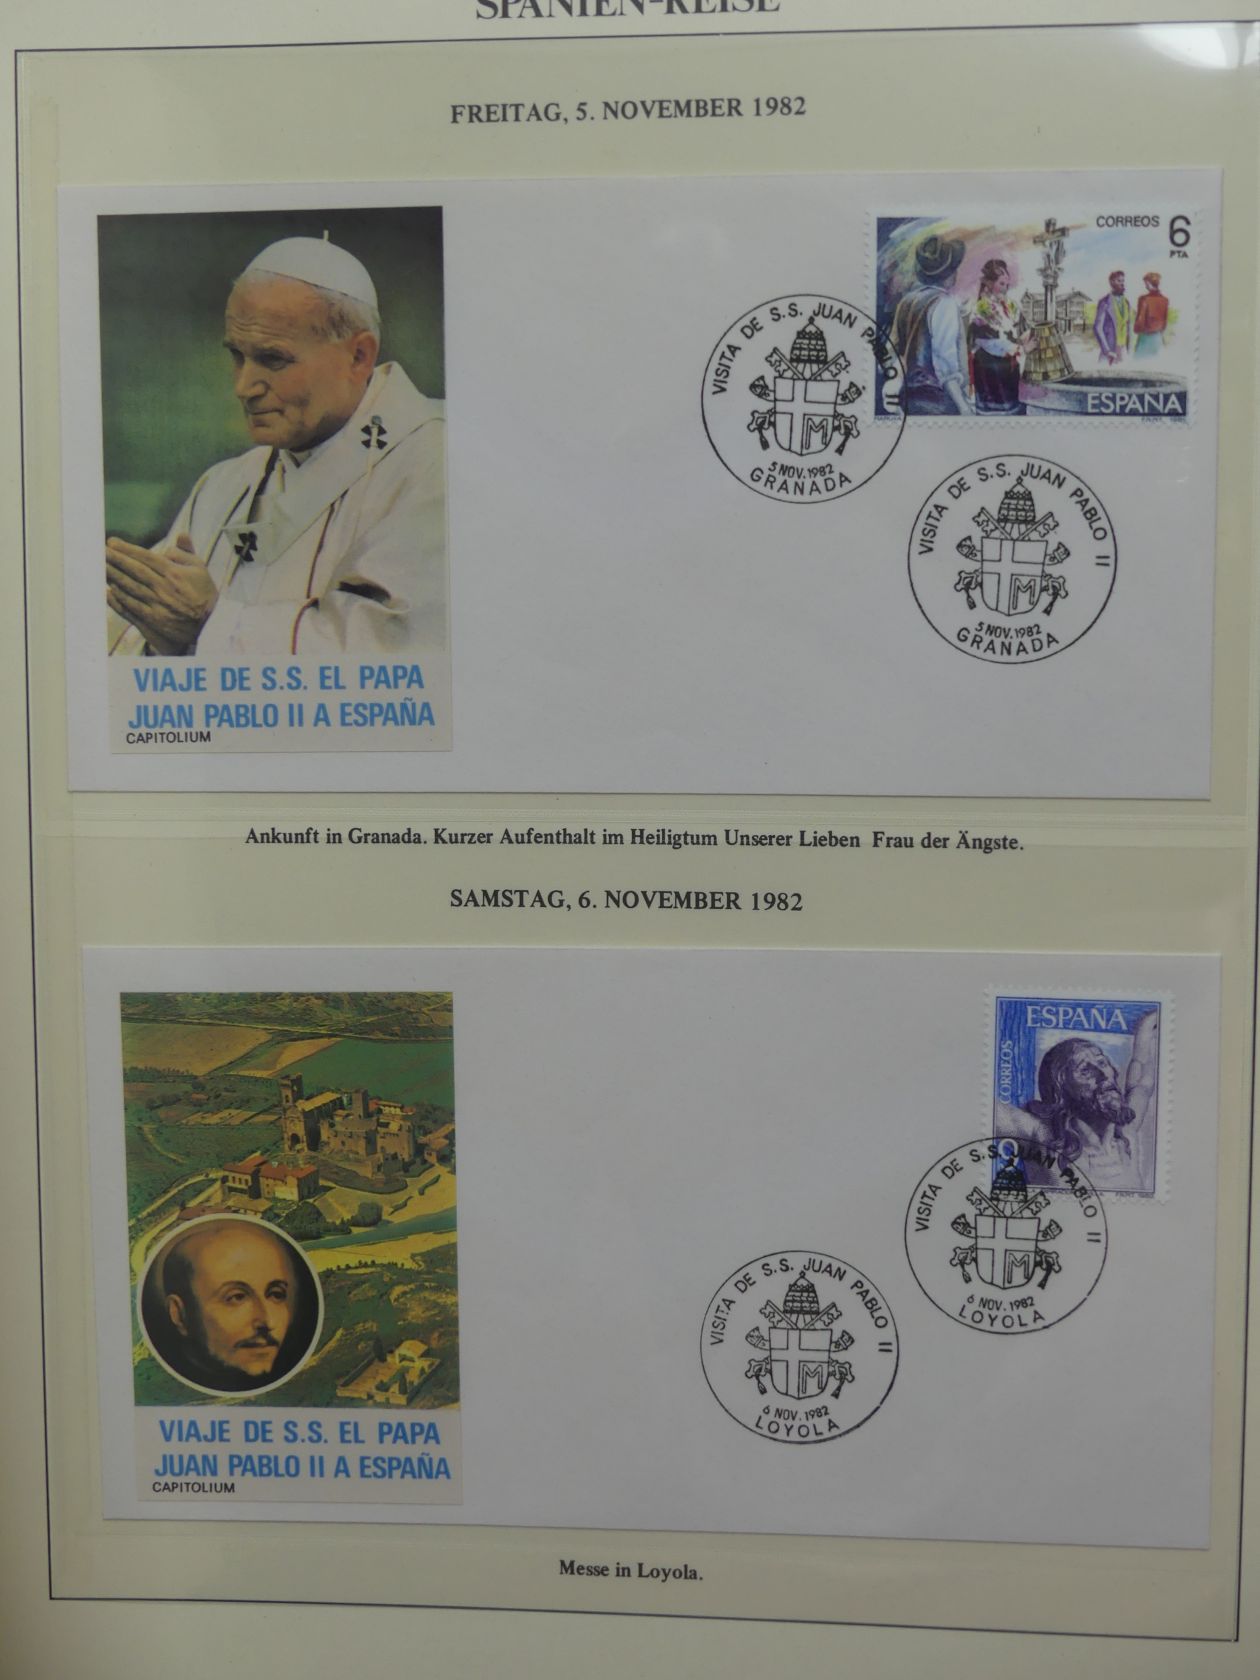 SPANIEN-REISE
FREITAG, 5. NOVEMBER 1982
CORREOS 6
PTA
ESPAÑA
VISITA DE S.S. JUAN PABLO II
M
5 NOV. 1982
GRANADA
VISITA DE S.S. JUAN PABLO II
M
5 NOV. 1982
GRANADA
VIAJE DE S.S. EL PAPA
JUAN PABLO II A ESPAÑA
CAPITOLIUM
Ankunft in Granada. Kurzer Aufenthalt im Heiligtum Unserer Lieben Frau der Ängste.
SAMSTAG, 6. NOVEMBER 1982
ESPAÑA
CORREOS
VISITA DE S.S. JUAN PABLO II
M
6 NOV. 1982
LOYOLA
VISITA DE S.S. JUAN PABLO II
M
6 NOV. 1982
LOYOLA
VIAJE DE S.S. EL PAPA
JUAN PABLO II A ESPAÑA
CAPITOLIUM
Messe in Loyola.